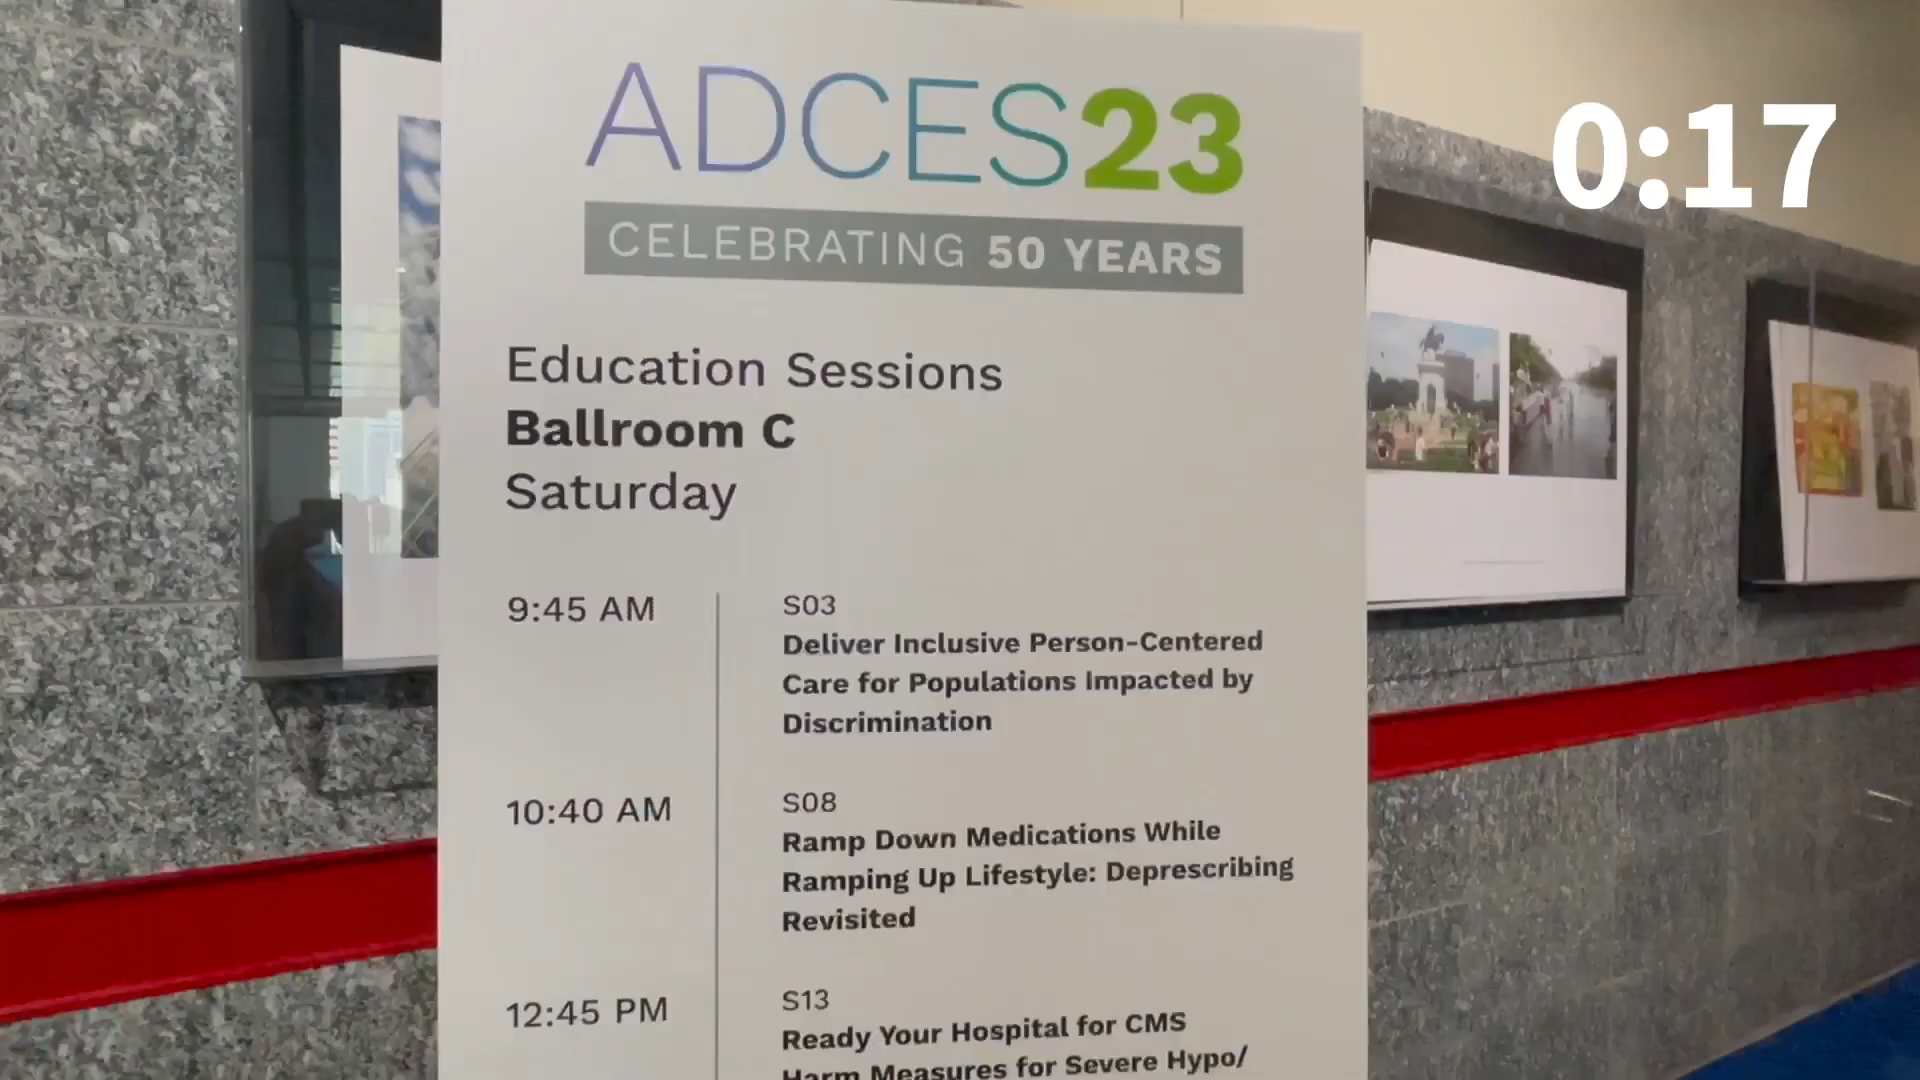 ADCES23
CELEBRATING 50 YEARS
0:17
Education Sessions
Ballroom C
Saturday
9:45 AM
S03
Deliver Inclusive Person-Centered
Care for Populations Impacted by
Discrimination
10:40 AM
S08
Ramp Down Medications While
Ramping Up Lifestyle: Deprescribing
Revisited
12:45 PM
S13
Ready Your Hospital for CMS
Harm Measures for Severe Hypo/